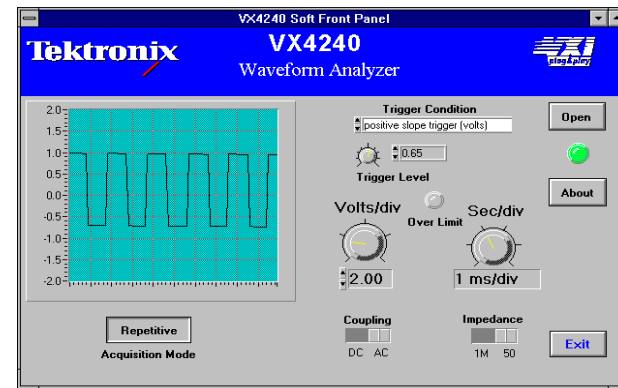 VX4240 Soft Front Panel
Tektronix
VX4240
Waveform Analyzer
VXI
plug&play
2.0
1.5
1.0
0.5
0.0
-0.5
-1.0
-1.5
-2.0
Repetitive
Acquisition Mode
Trigger Condition
positive slope trigger (volts)
0.65
Trigger Level
Over Limit
Volts/div
2.00
Sec/div
1 ms/div
Coupling
DC AC
Impedance
1M 50
Open
About
Exit